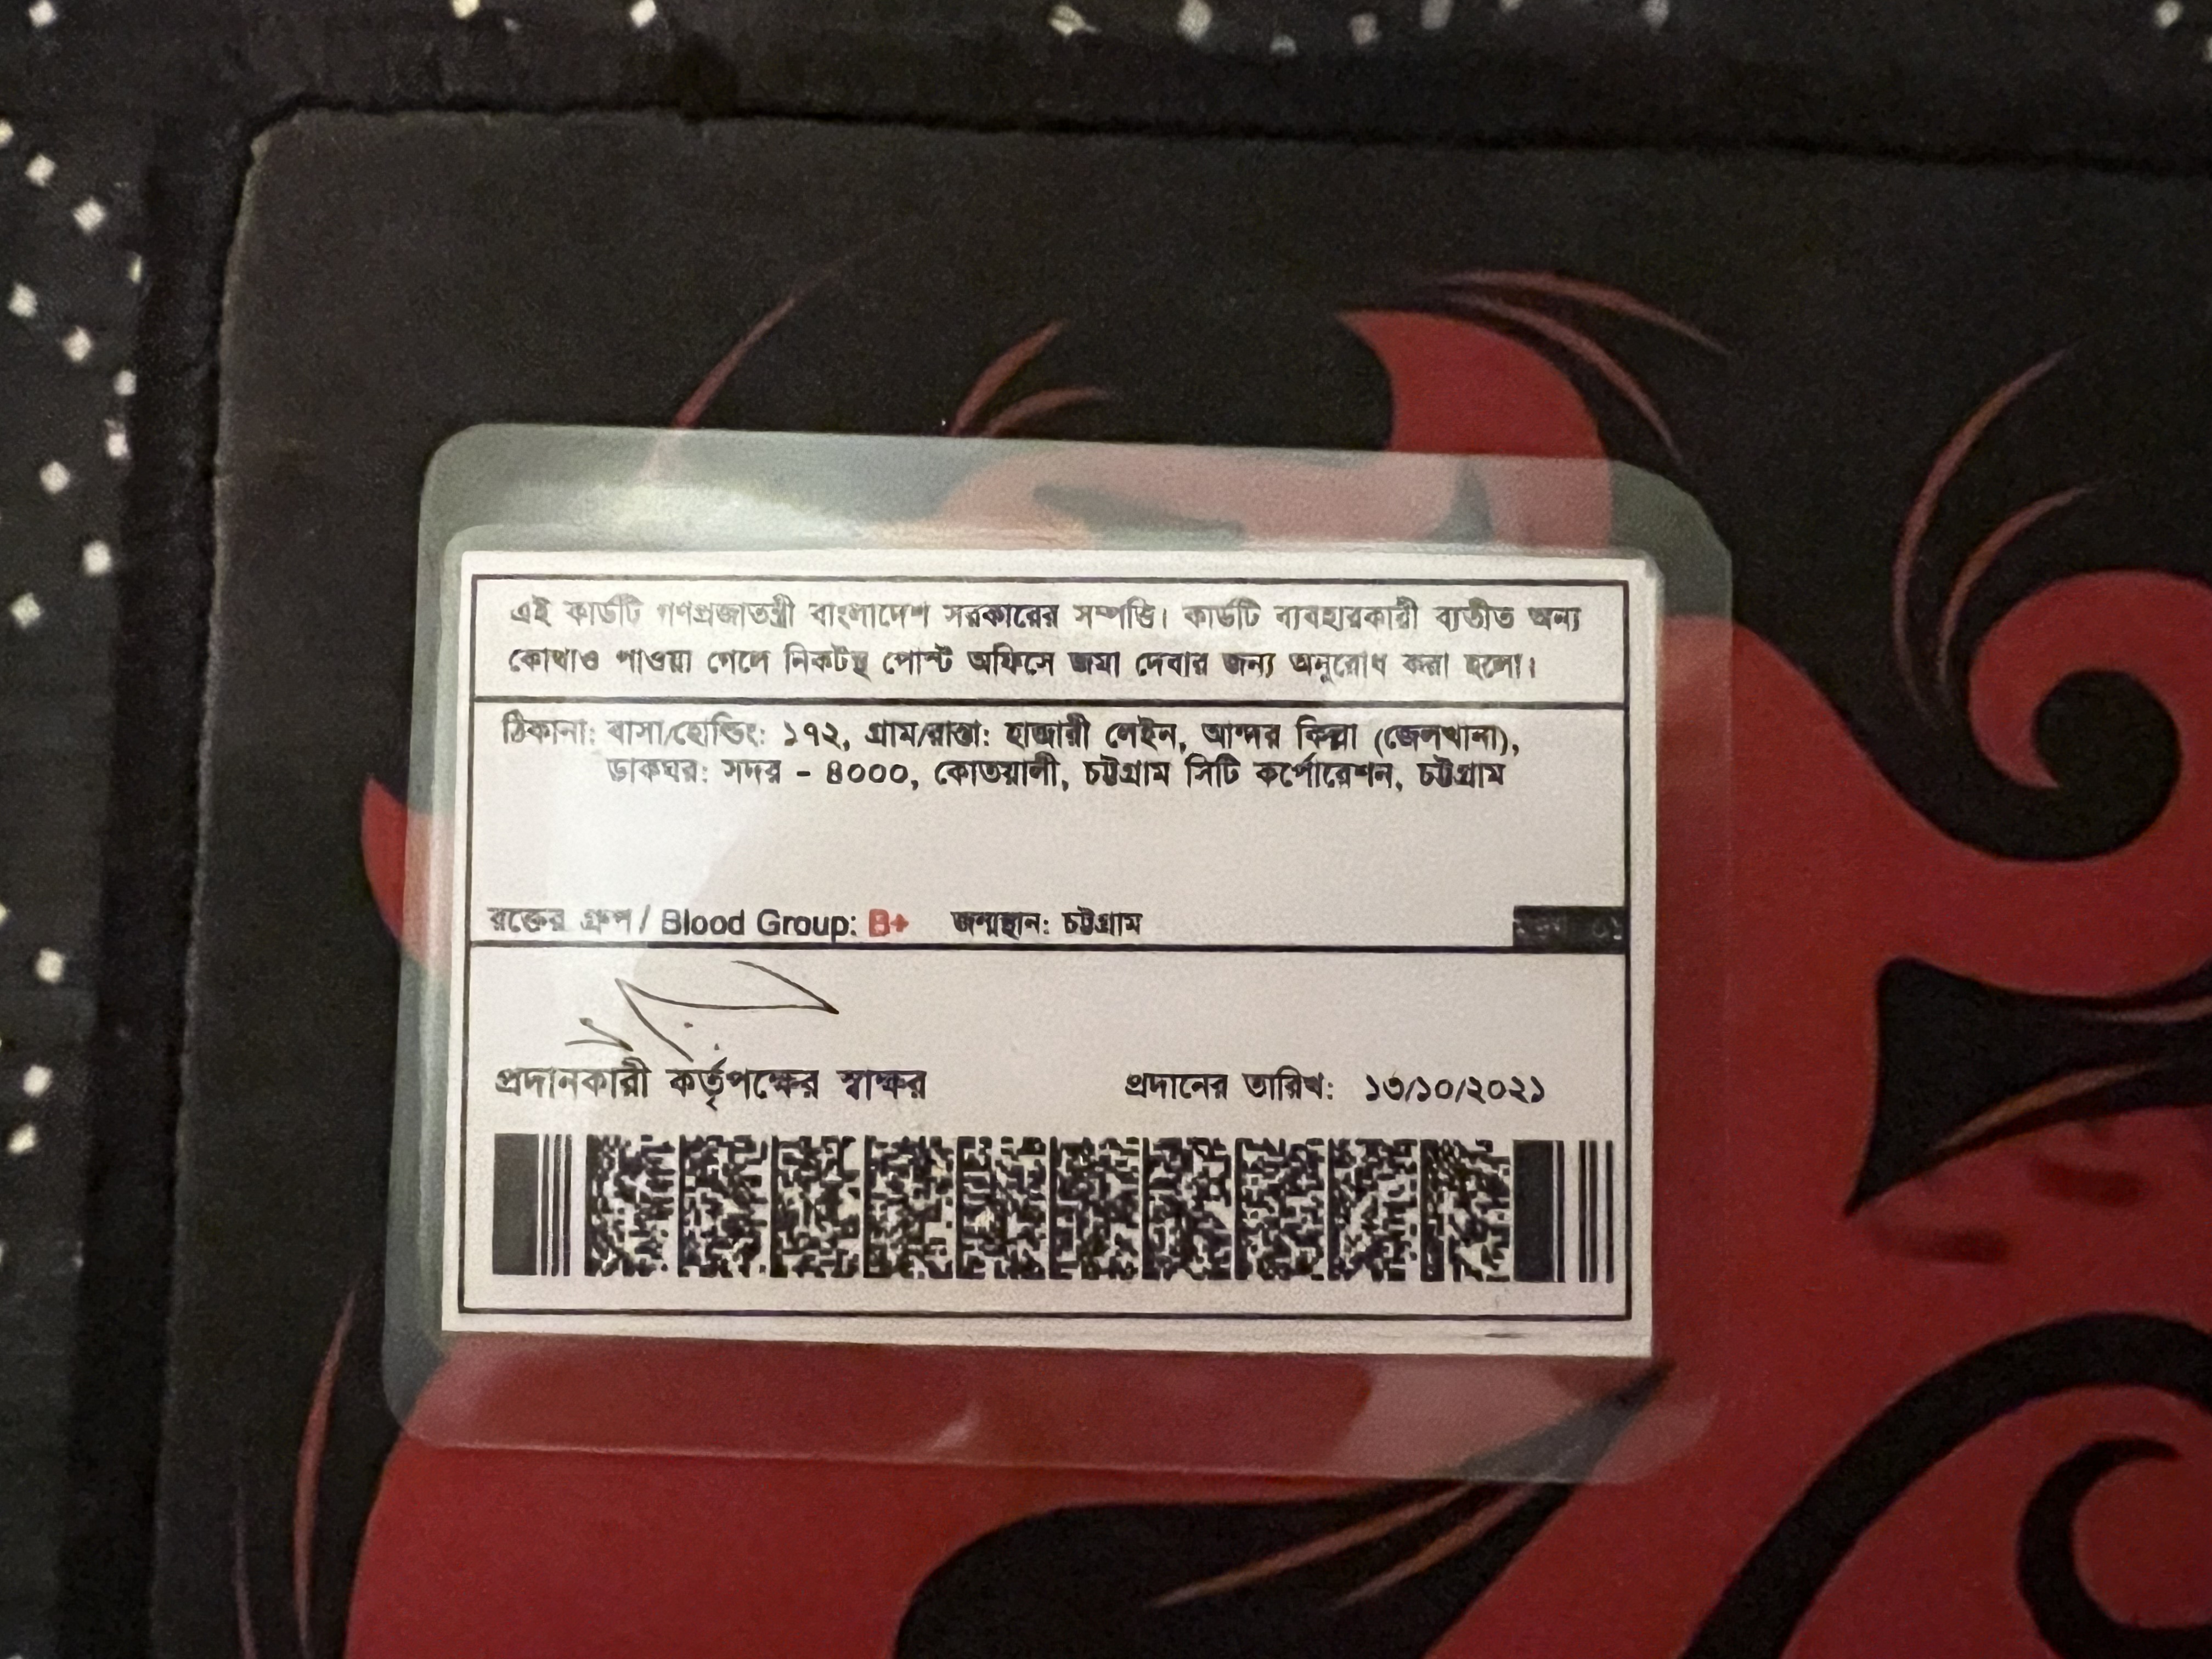 এই কার্ডটি গণপ্রজাতন্ত্রী বাংলাদেশ সরকারের সম্পত্তি। কার্ডটি ব্যবহারকারী ব্যতীত অন্য
কোথাও পাওয়া গেলে নিকটস্থ পোস্ট অফিসে জমা দেবার জন্য অনুরোধ করা হলো।
ঠিকানা: বাসা/হোল্ডিং: ১৭২, গ্রাম/রাস্তা: হাজারী লেইন, আন্দর কিল্লা (জেলখানা),
ডাকঘর: সদর - ৪০০০, কোতয়ালী, চট্টগ্রাম সিটি কর্পোরেশন, চট্টগ্রাম
রক্তের গ্রুপ / Blood Group: B+ জন্মস্থান: চট্টগ্রাম
প্রদানকারী কর্তৃপক্ষের স্বাক্ষর প্রদানের তারিখ: ১৩/১০/২০২১